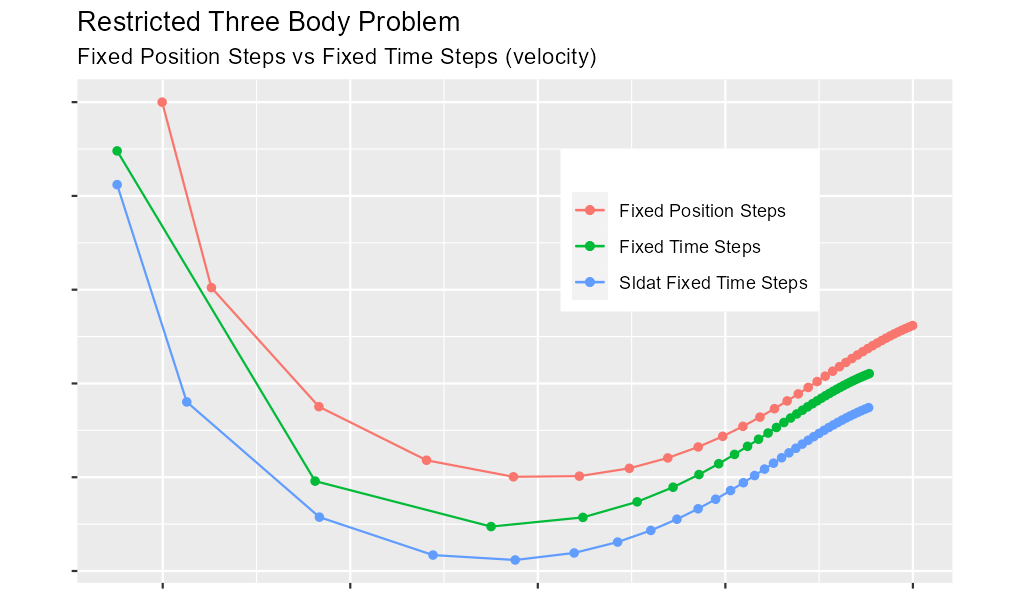 Restricted Three Body Problem
Fixed Position Steps vs Fixed Time Steps (velocity)
Fixed Position Steps
Fixed Time Steps
Sldat Fixed Time Steps